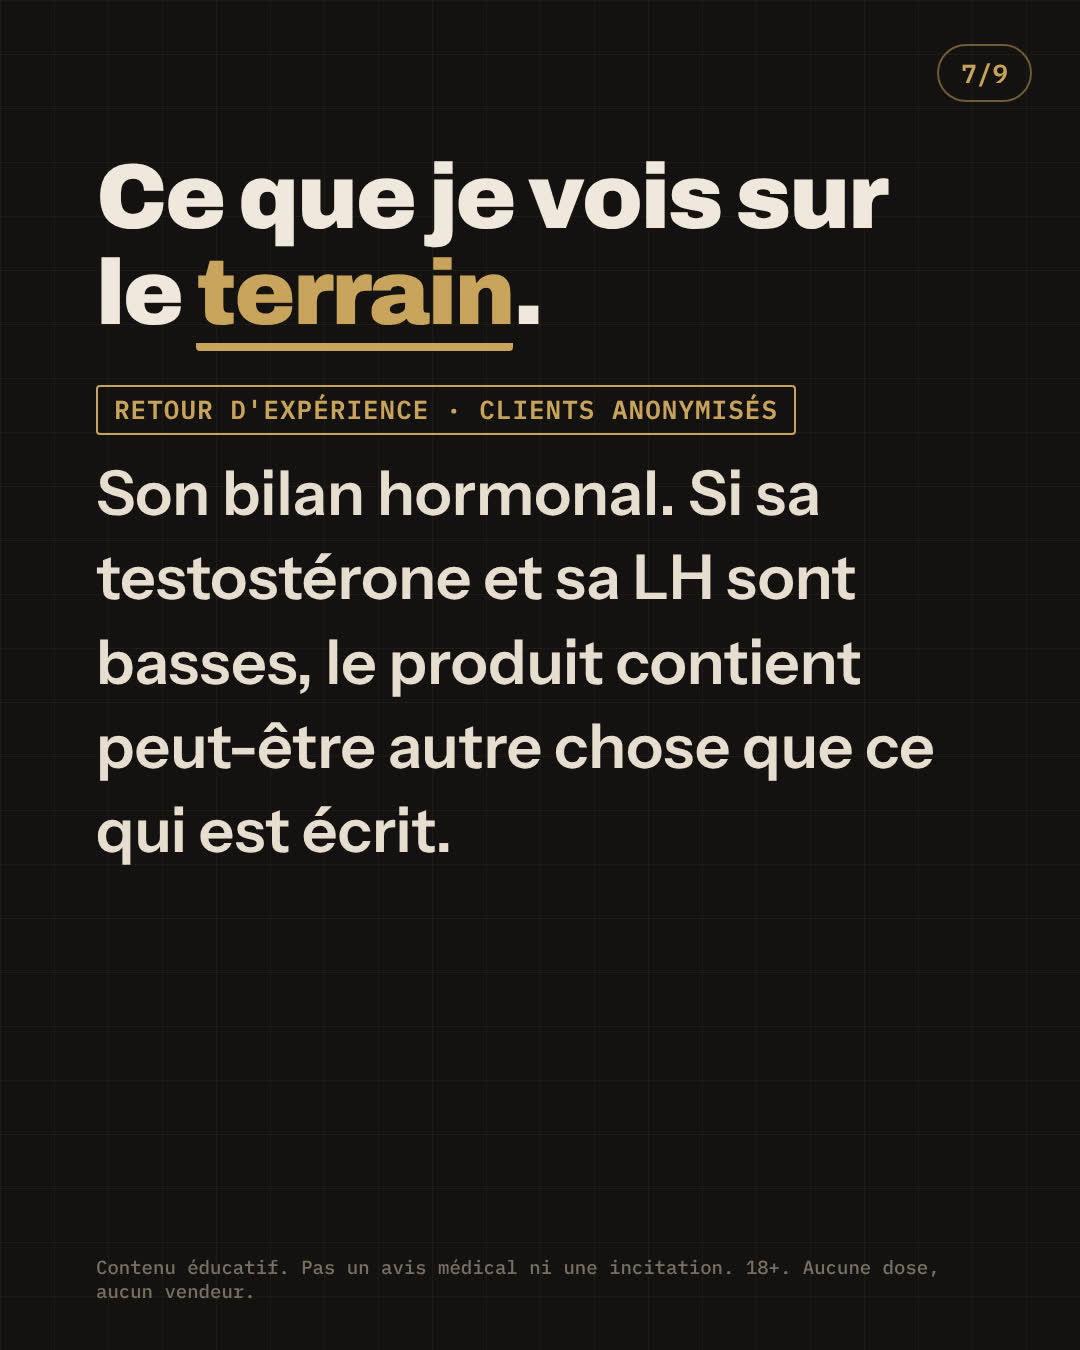 7/9
Ce que je vois sur
le terrain.
RETOUR D'EXPÉRIENCE · CLIENTS ANONYMISÉS
Son bilan hormonal. Si sa
testostérone et sa LH sont
basses, le produit contient
peut-être autre chose que ce
qui est écrit.
Contenu éducatif. Pas un avis médical ni une incitation. 18+. Aucune dose,
aucun vendeur.